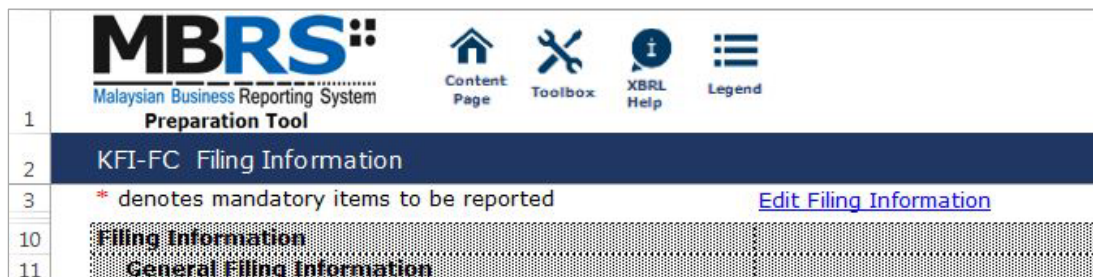 MBRS
Malaysian Business Reporting System
Preparation Tool
Content Page
Toolbox
XBRL Help
Legend
1
2 KFI-FC Filing Information
3 * denotes mandatory items to be reported Edit Filing Information
10 Filing Information
11 General Filing Information